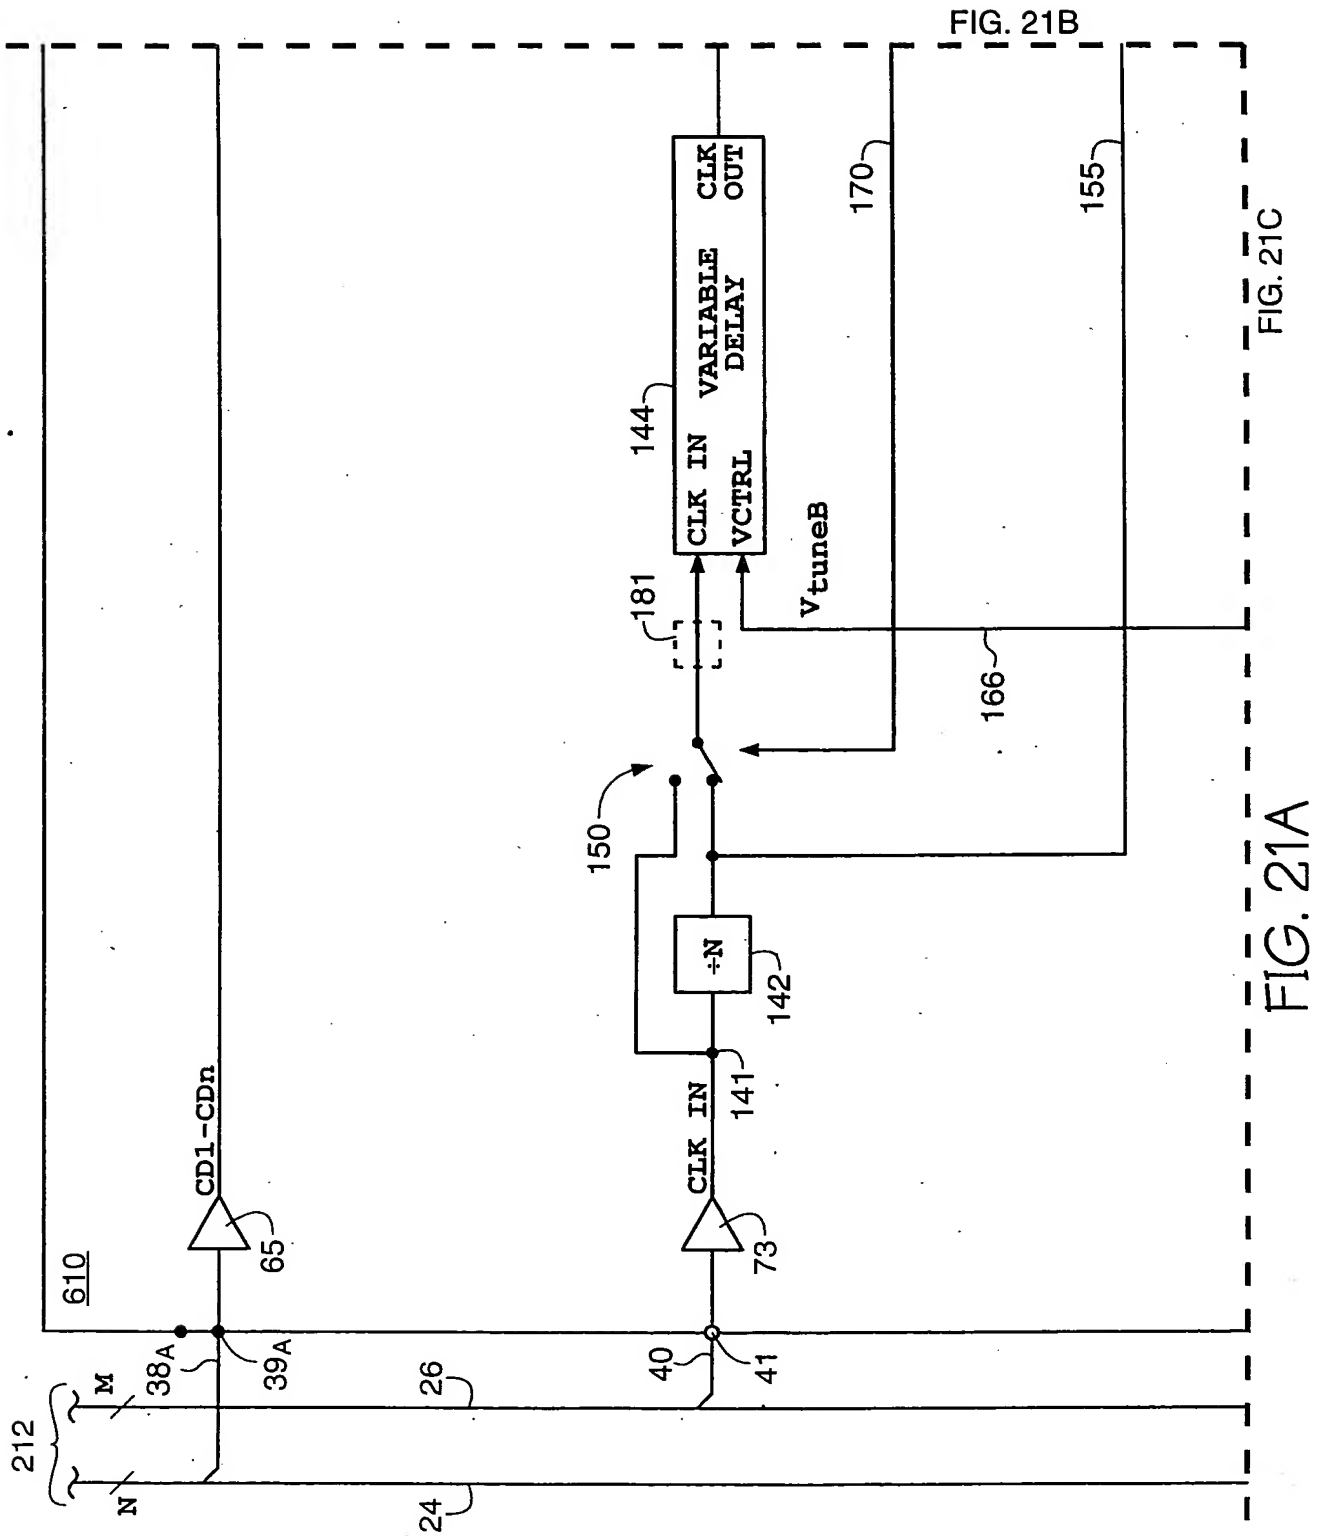 FIG. 21B
212
N
M
24
26
38A
39A
40
41
610
65
CD1-CDn
73
CLK IN
141
÷N
142
150
181
144
CLK IN
VCTRL
VARIABLE
DELAY
CLK
OUT
VtuneB
166
170
155
FIG. 21C
FIG. 21A